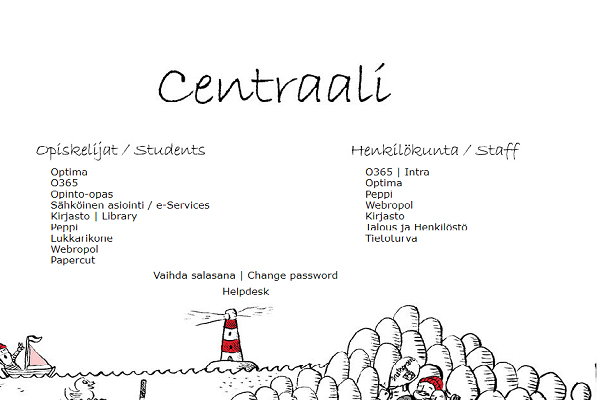 Centraali
Opiskelijat / Students
Optima
O365
Opinto-opas
Sähköinen asiointi / e-Services
Kirjasto | Library
Peppi
Lukkarikone
Webropol
Papercut
Henkilökunta / Staff
O365 | Intra
Optima
Peppi
Webropol
Kirjasto
Talous ja Henkilöstö
Tietoturva
Vaihda salasana | Change password
Helpdesk